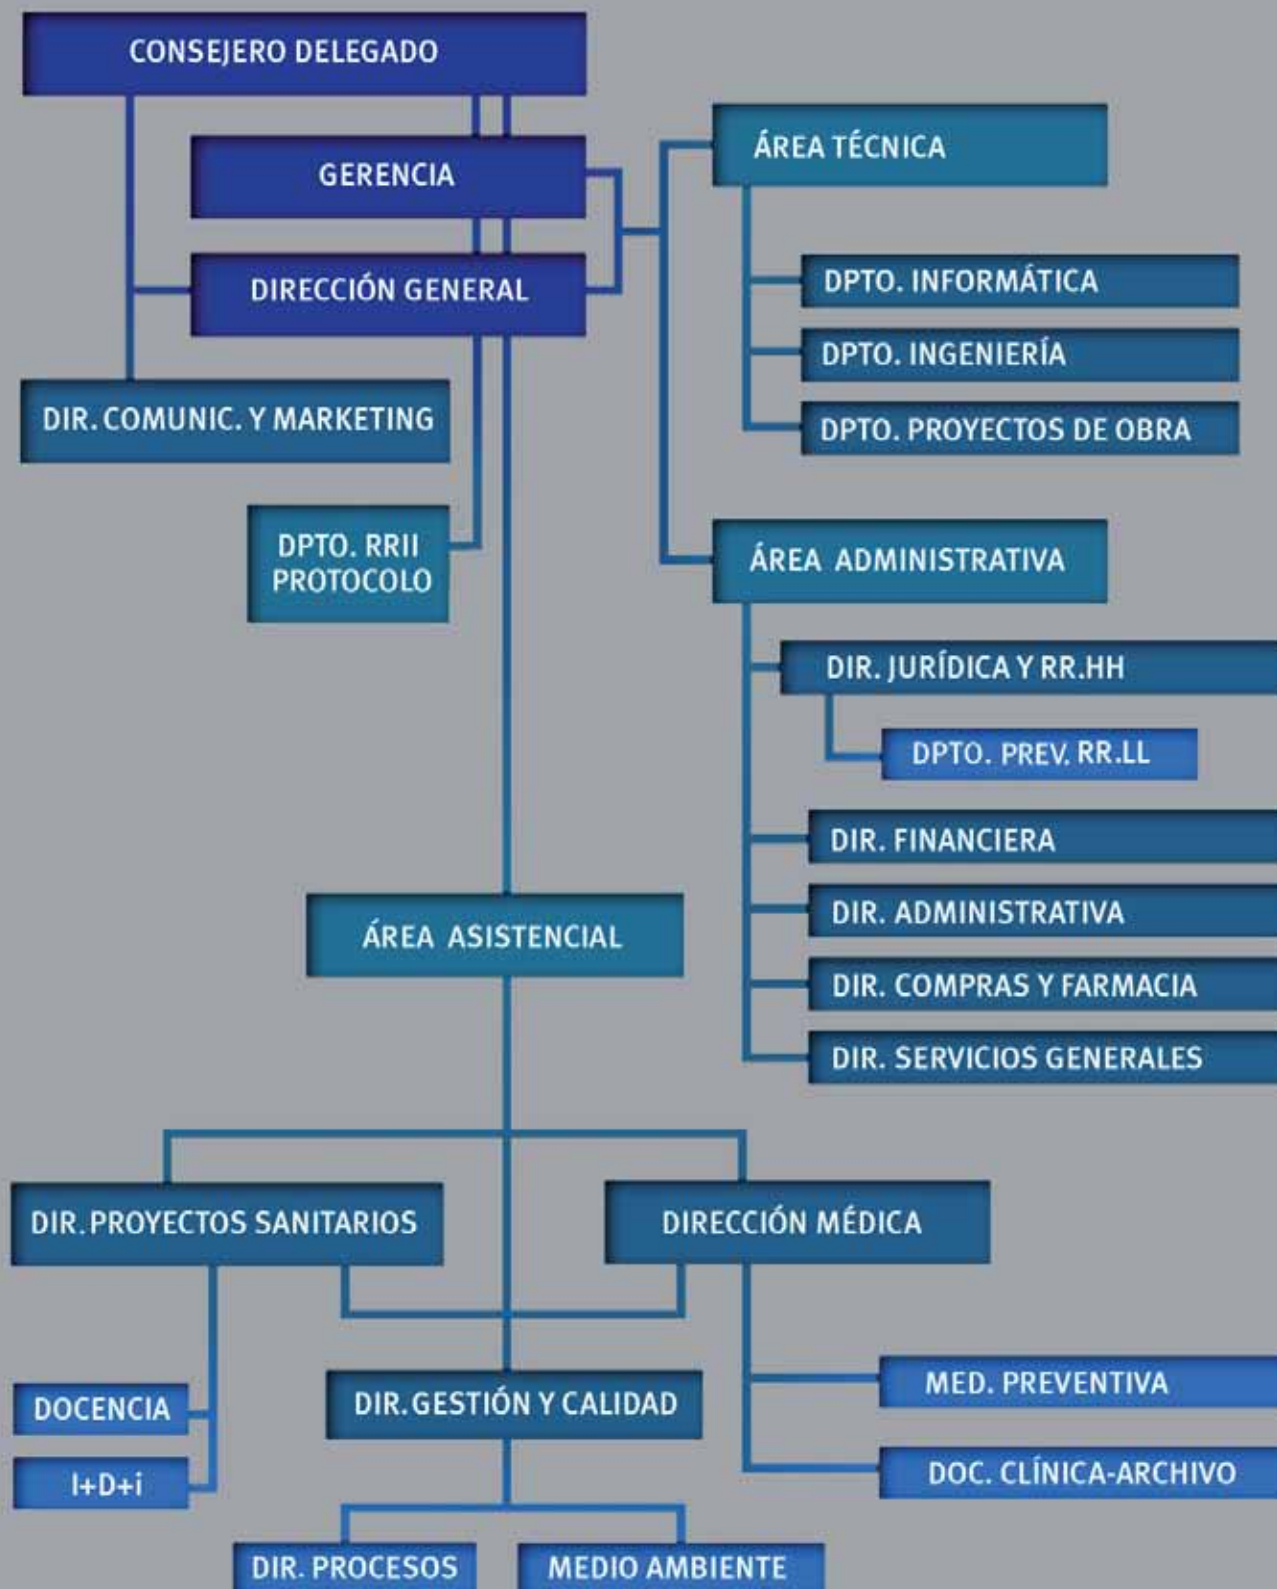 CONSEJERO DELEGADO
GERENCIA
DIRECCIÓN GENERAL
DIR. COMUNIC. Y MARKETING
DPTO. RRII
PROTOCOLO
ÁREA TÉCNICA
DPTO. INFORMÁTICA
DPTO. INGENIERÍA
DPTO. PROYECTOS DE OBRA
ÁREA ADMINISTRATIVA
DIR. JURÍDICA Y RR.HH
DPTO. PREV. RR.LL
DIR. FINANCIERA
DIR. ADMINISTRATIVA
DIR. COMPRAS Y FARMACIA
DIR. SERVICIOS GENERALES
ÁREA ASISTENCIAL
DIR. PROYECTOS SANITARIOS
DIRECCIÓN MÉDICA
DOCENCIA
I+D+i
DIR. GESTIÓN Y CALIDAD
MED. PREVENTIVA
DOC. CLÍNICA-ARCHIVO
DIR. PROCESOS
MEDIO AMBIENTE